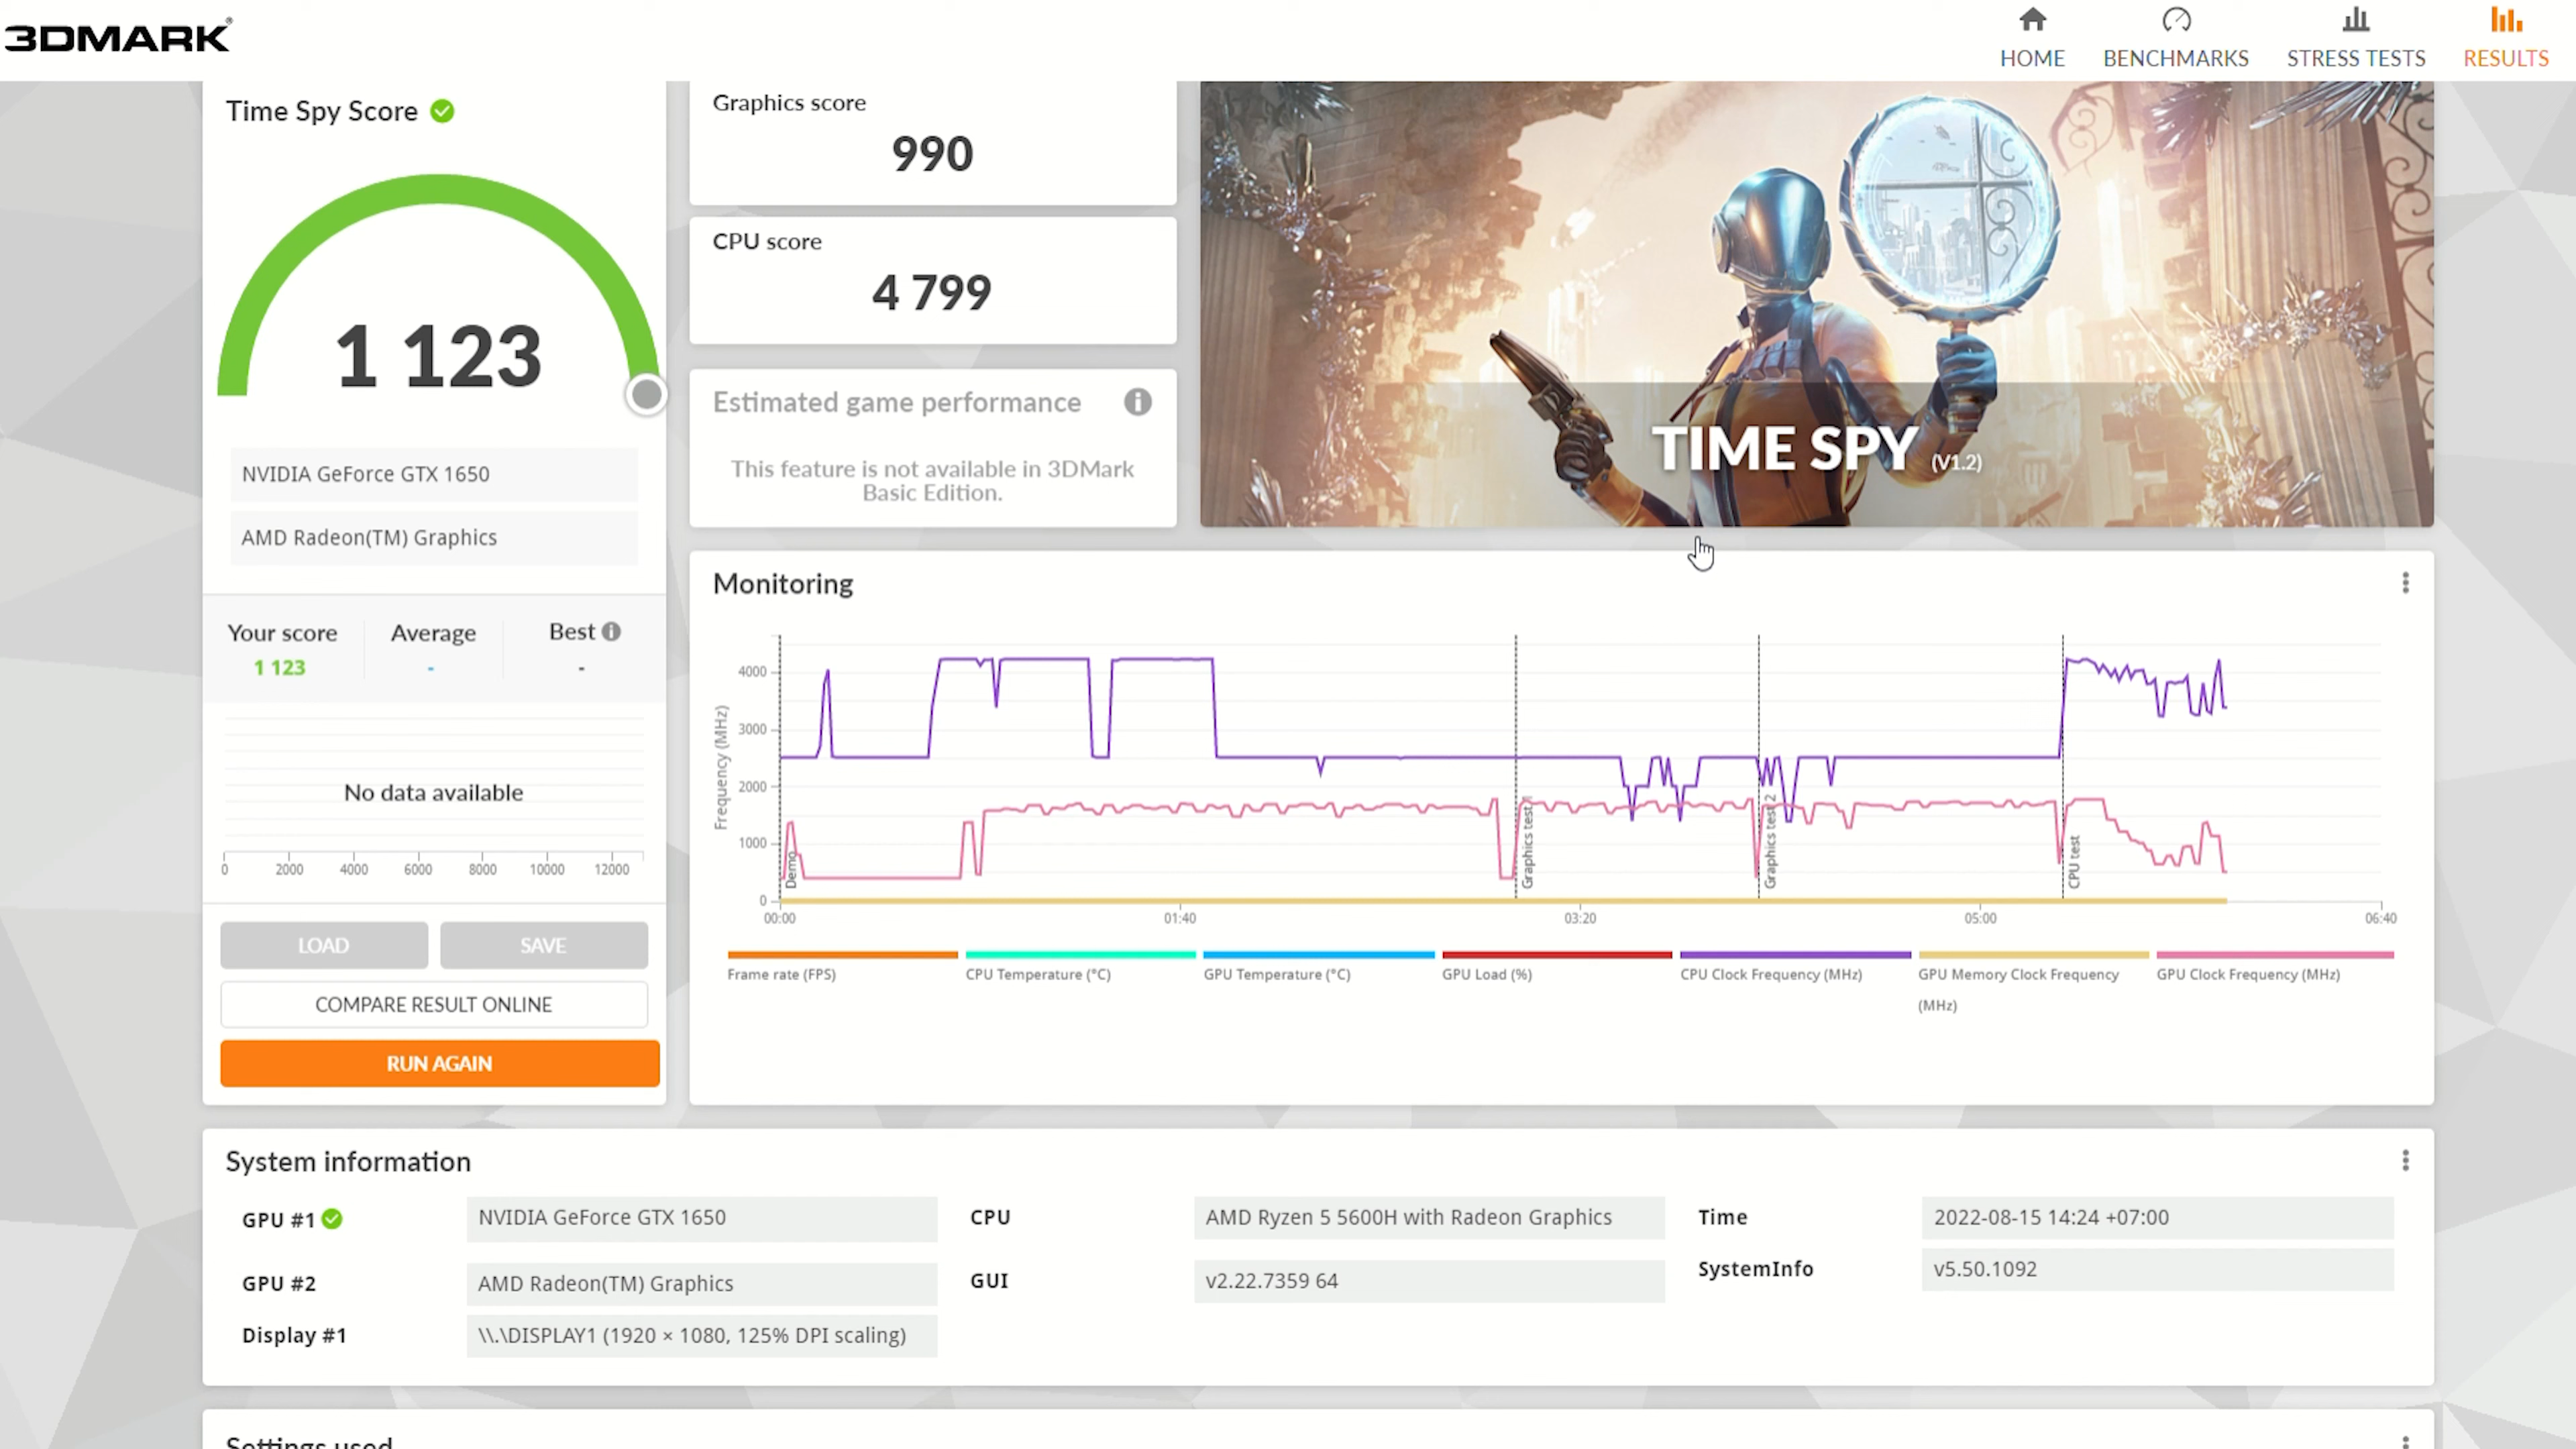 3DMARK
HOME
BENCHMARKS
STRESS TESTS
RESULTS
Time Spy Score
1 123
NVIDIA GeForce GTX 1650
AMD Radeon(TM) Graphics
Your score
Average
Best
1 123
-
-
No data available
0 2000 4000 6000 8000 10000 12000
LOAD
SAVE
COMPARE RESULT ONLINE
RUN AGAIN
Graphics score
990
CPU score
4 799
Estimated game performance
This feature is not available in 3DMark
Basic Edition.
TIME SPY (V1.2)
Monitoring
Frequency (MHz)
4000
3000
2000
1000
0
Demo
Graphics test 1
Graphics test 2
CPU test
00:00 01:40 03:20 05:00 06:40
Frame rate (FPS)
CPU Temperature (°C)
GPU Temperature (°C)
GPU Load (%)
CPU Clock Frequency (MHz)
GPU Memory Clock Frequency
(MHz)
GPU Clock Frequency (MHz)
System information
GPU #1
NVIDIA GeForce GTX 1650
GPU #2
AMD Radeon(TM) Graphics
Display #1
\\.\DISPLAY1 (1920 × 1080, 125% DPI scaling)
CPU
AMD Ryzen 5 5600H with Radeon Graphics
GUI
v2.22.7359 64
Time
2022-08-15 14:24 +07:00
SystemInfo
v5.50.1092
Settings used